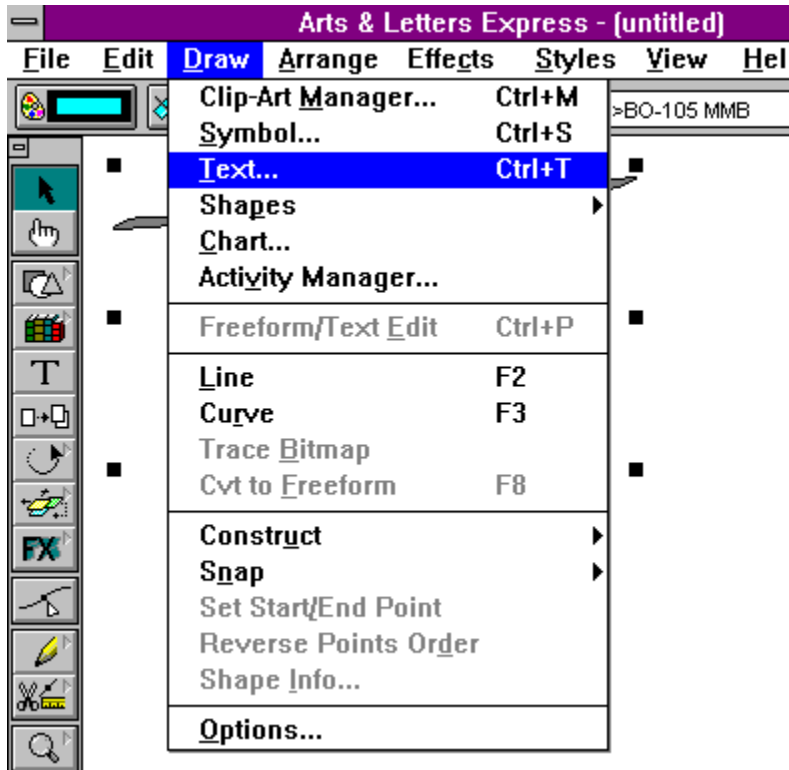 Arts & Letters Express - (untitled)
File Edit Draw Arrange Effects Styles View Hel
Clip-Art Manager... Ctrl+M
>BO-105 MMB
Symbol... Ctrl+S
Text... Ctrl+T
Shapes
Chart...
Activity Manager...
Freeform/Text Edit Ctrl+P
T
Line F2
Curve F3
Trace Bitmap
Cvt to Freeform F8
FX
Construct
Snap
Set Start/End Point
Reverse Points Order
Shape Info...
Options...